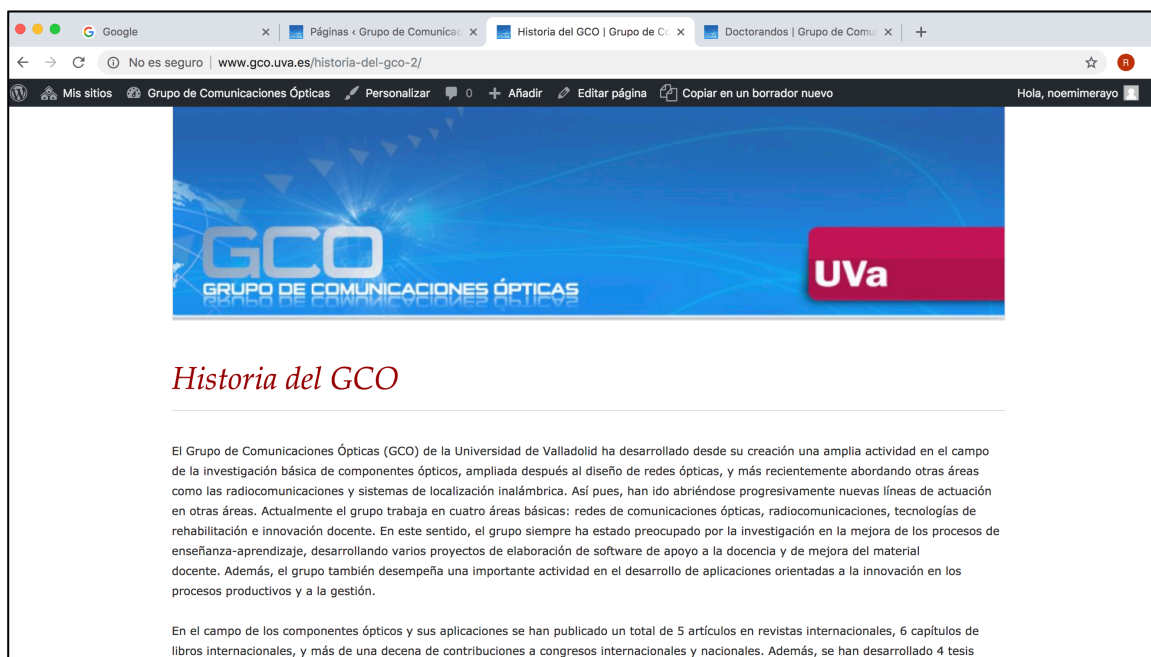 Google
Páginas ‹ Grupo de Comunicac
Historia del GCO | Grupo de Co
Doctorandos | Grupo de Comun
No es seguro | www.gco.uva.es/historia-del-gco-2/
R
Mis sitios Grupo de Comunicaciones Ópticas Personalizar 0 Añadir Editar página Copiar en un borrador nuevo Hola, noemimerayo
GCO
GRUPO DE COMUNICACIONES ÓPTICAS
UVa
Historia del GCO
El Grupo de Comunicaciones Ópticas (GCO) de la Universidad de Valladolid ha desarrollado desde su creación una amplia actividad en el campo
de la investigación básica de componentes ópticos, ampliada después al diseño de redes ópticas, y más recientemente abordando otras áreas
como las radiocomunicaciones y sistemas de localización inalámbrica. Así pues, han ido abriéndose progresivamente nuevas líneas de actuación
en otras áreas. Actualmente el grupo trabaja en cuatro áreas básicas: redes de comunicaciones ópticas, radiocomunicaciones, tecnologías de
rehabilitación e innovación docente. En este sentido, el grupo siempre ha estado preocupado por la investigación en la mejora de los procesos de
enseñanza-aprendizaje, desarrollando varios proyectos de elaboración de software de apoyo a la docencia y de mejora del material
docente. Además, el grupo también desempeña una importante actividad en el desarrollo de aplicaciones orientadas a la innovación en los
procesos productivos y a la gestión.
En el campo de los componentes ópticos y sus aplicaciones se han publicado un total de 5 artículos en revistas internacionales, 6 capítulos de
libros internacionales, y más de una decena de contribuciones a congresos internacionales y nacionales. Además, se han desarrollado 4 tesis